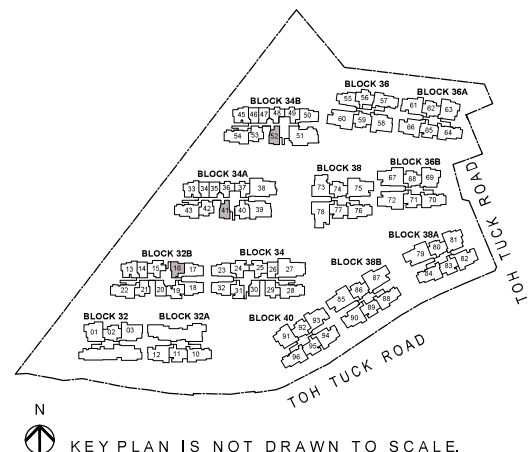 BLOCK 34B
45 46 47 48 49 50
54 53 52 51
BLOCK 36
55 56 57
60 59 58
BLOCK 36A
61 62 63
66 65 64
BLOCK 34A
33 34 35 36 37 38
43 42 41 40 39
BLOCK 38
73 74 75
78 77 76
BLOCK 36B
67 68 69
72 71 70
BLOCK 32B
13 14 15 16 17
22 21 20 19 18
BLOCK 34
23 24 25 26 27
32 31 30 29 28
BLOCK 38B
85 86 87
90 89 88
BLOCK 38A
79 80 81
84 83 82
BLOCK 32
01 02 03
BLOCK 32A
12 11 10
BLOCK 40
91 92 93
96 95 94
TOH TUCK ROAD
TOH TUCK ROAD
N
KEY PLAN IS NOT DRAWN TO SCALE.